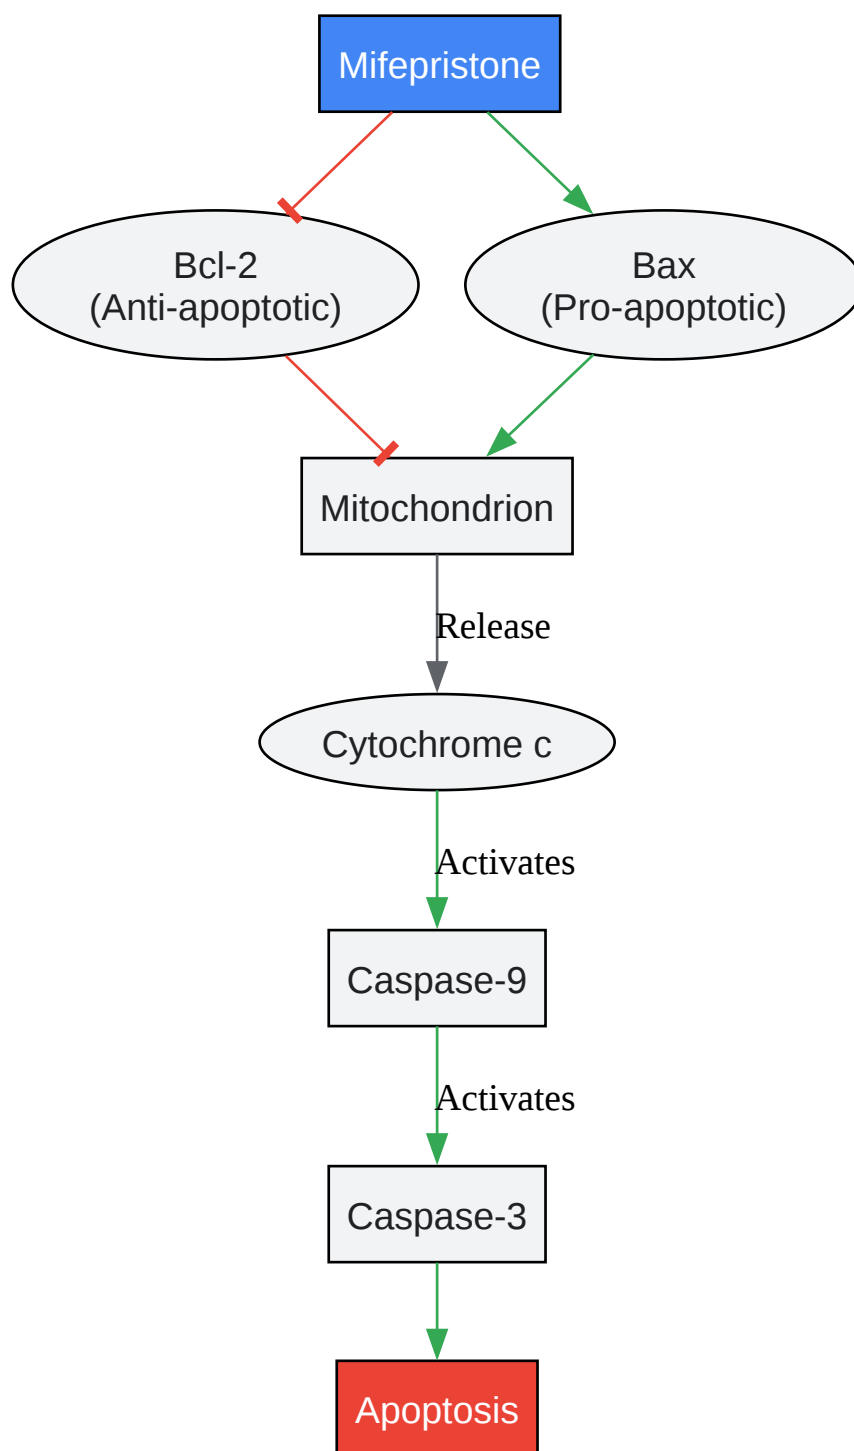 Mifepristone
Bcl-2
(Anti-apoptotic)
Bax
(Pro-apoptotic)
Mitochondrion
Release
Cytochrome c
Activates
Caspase-9
Activates
Caspase-3
Apoptosis